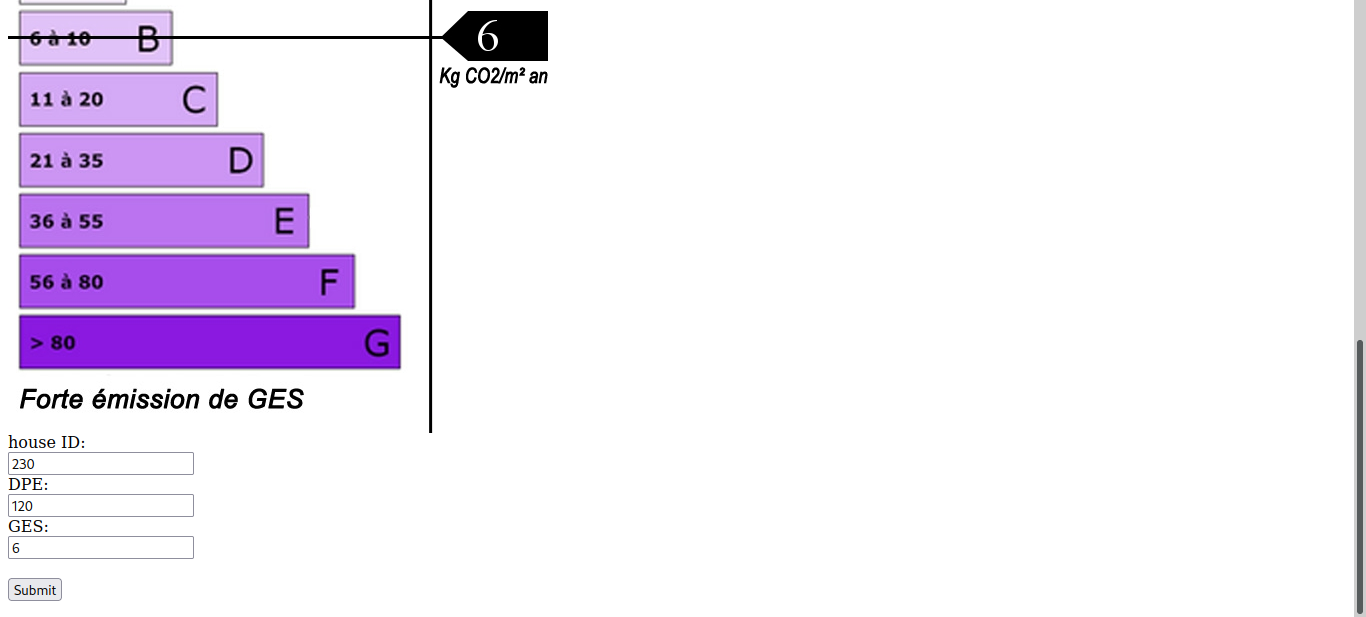 6 à 10 B
6
Kg CO2/m² an
11 à 20 C
21 à 35 D
36 à 55 E
56 à 80 F
> 80 G
Forte émission de GES
house ID:
230
DPE:
120
GES:
6
Submit